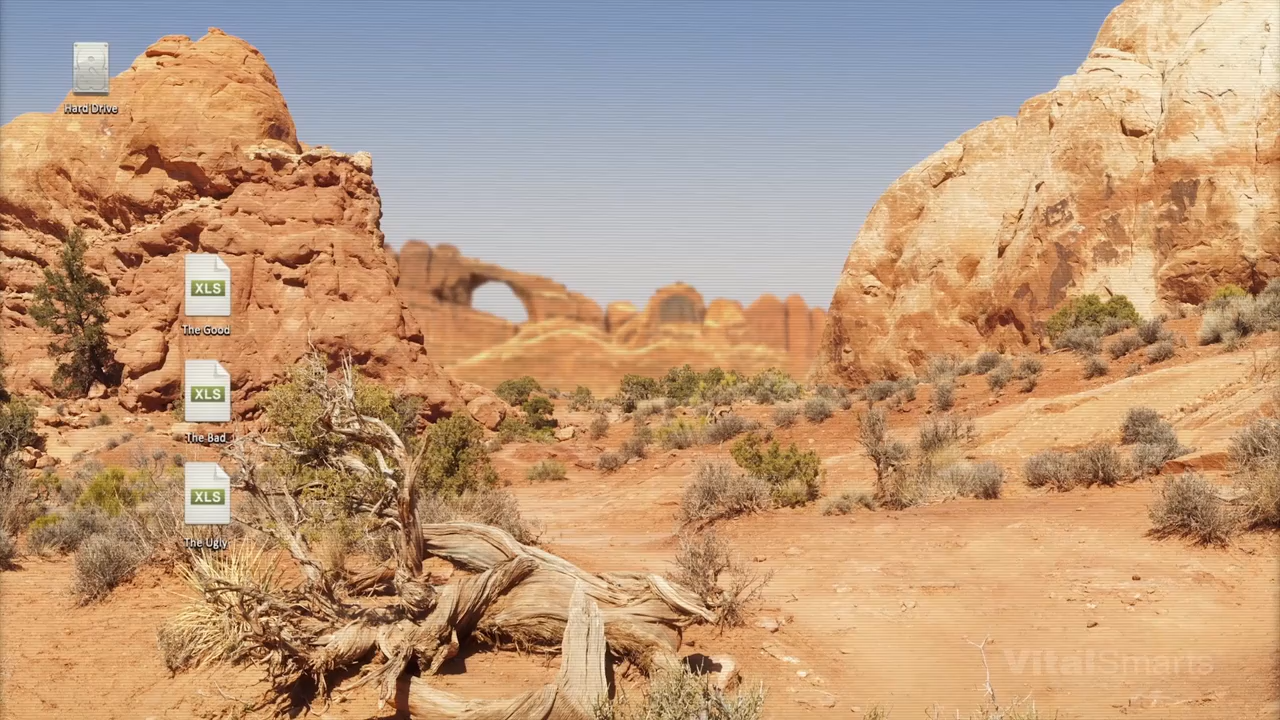 Hard Drive
XLS
The Good
XLS
The Bad
XLS
The Ugly
VitalSmarts